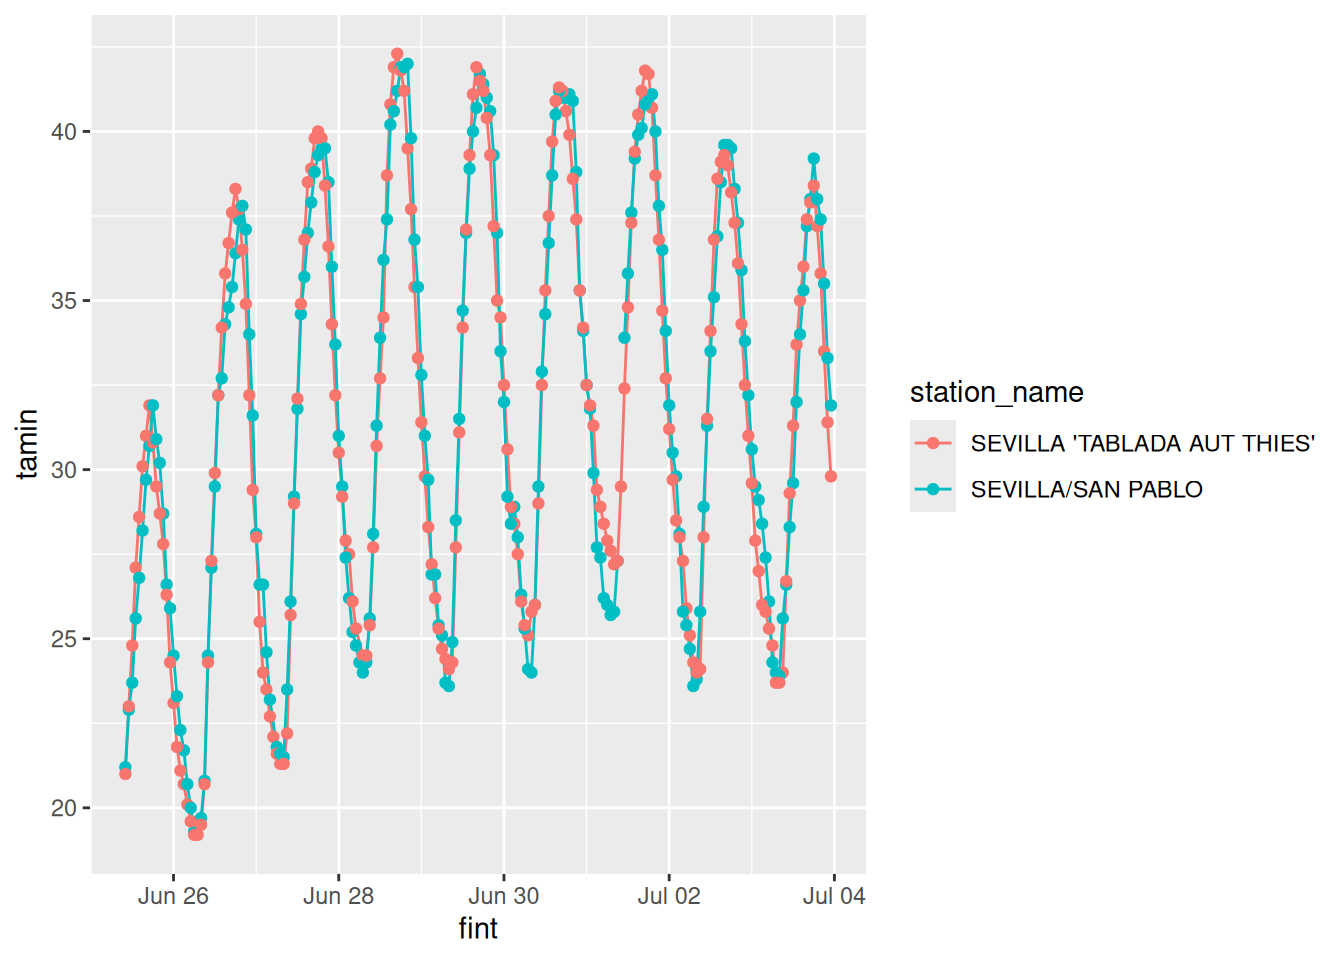 40
35
30
25
20
tamin
Jun 26
Jun 28
Jun 30
Jul 02
Jul 04
fint
station_name
SEVILLA 'TABLADA AUT THIES'
SEVILLA/SAN PABLO